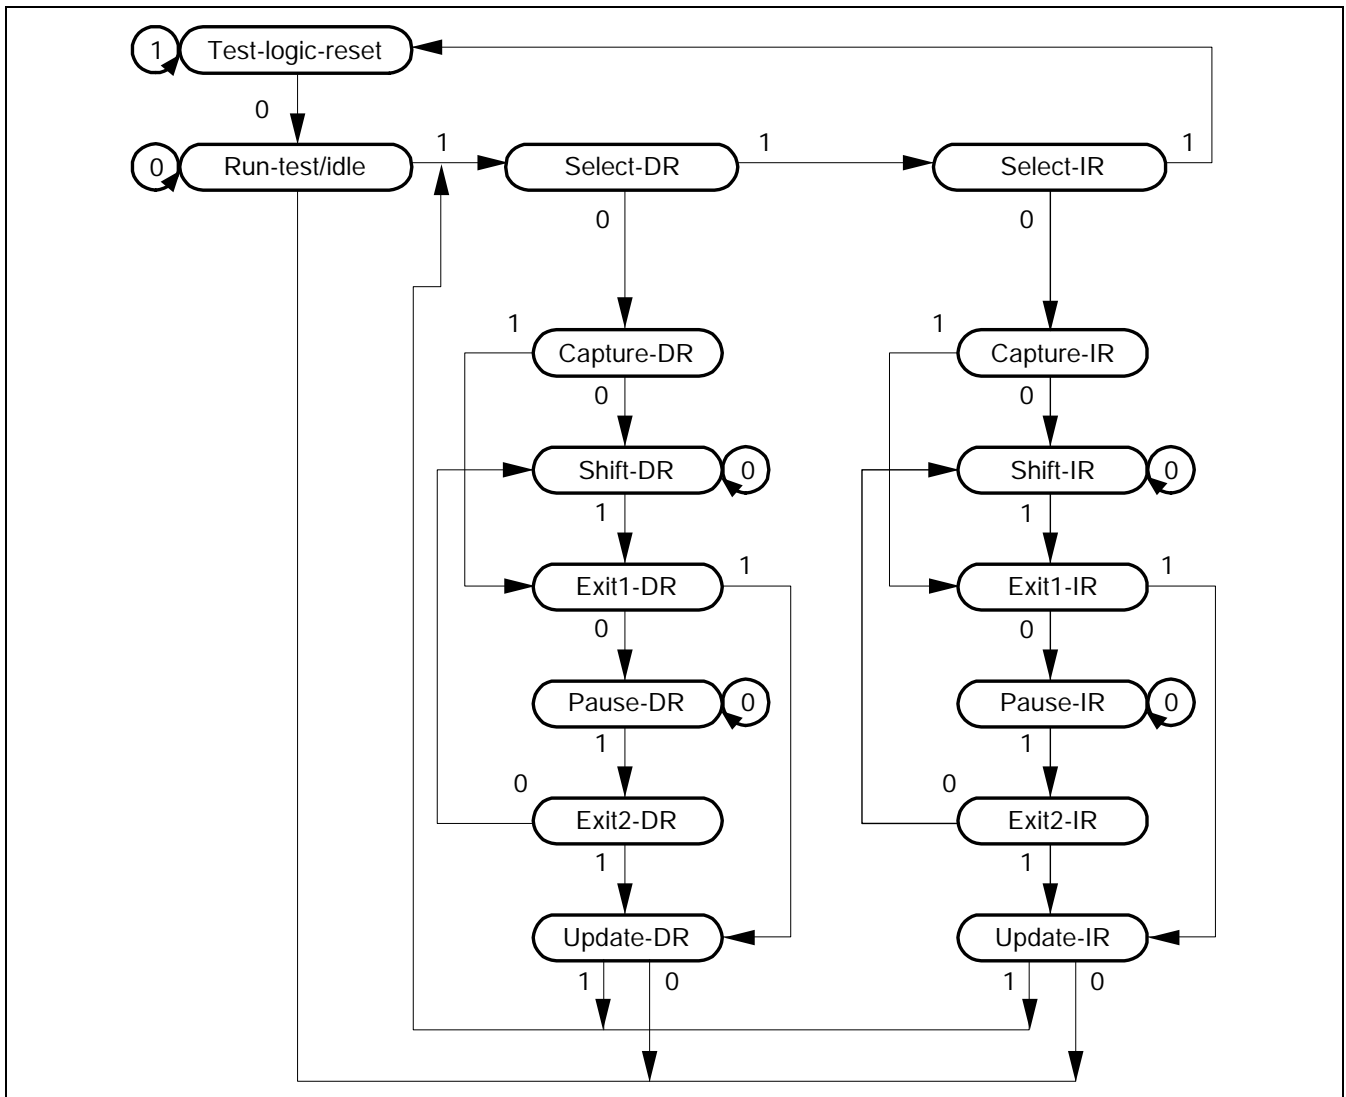 1 Test-logic-reset
0
0 Run-test/idle 1 Select-DR 1 Select-IR 1
0 0
1 1
Capture-DR Capture-IR
0 0
Shift-DR 0 Shift-IR 0
1 1
1 1
Exit1-DR Exit1-IR
0 0
Pause-DR 0 Pause-IR 0
1 1
0 0
Exit2-DR Exit2-IR
1 1
Update-DR Update-IR
1 0 1 0